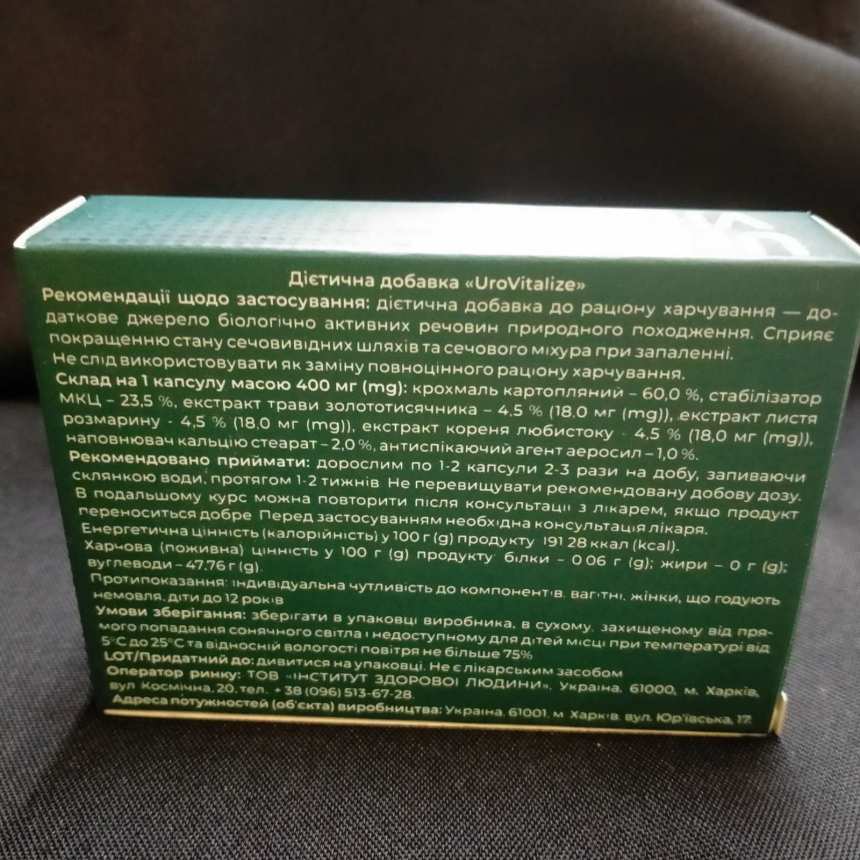 Дієтична добавка «UroVitalize»
Рекомендації щодо застосування: дієтична добавка до раціону харчування — до-
даткове джерело біологічно активних речовин природного походження. Сприяє
покращенню стану сечовивідних шляхів та сечового міхура при запаленні.
Не слід використовувати як заміну повноцінного раціону харчування.
Склад на 1 капсулу масою 400 мг (mg): крохмаль картопляний – 60,0 %, стабілізатор
МКЦ – 23,5 %, екстракт трави золототисячника – 4,5 % (18,0 мг (mg)), екстракт листя
розмарину - 4,5 % (18,0 мг (mg)), екстракт кореня любистоку - 4,5 % (18,0 мг (mg)),
наповнювач кальцію стеарат – 2,0 %, антиспікаючий агент аеросил – 1,0 %.
Рекомендовано приймати: дорослим по 1-2 капсули 2-3 рази на добу, запиваючи
склянкою води, протягом 1-2 тижнів. Не перевищувати рекомендовану добову дозу.
В подальшому курс можна повторити після консультації з лікарем, якщо продукт
переноситься добре. Перед застосуванням необхідна консультація лікаря.
Енергетична цінність (калорійність) у 100 г (g) продукту 191.28 ккал (kcal).
Харчова (поживна) цінність у 100 г (g) продукту білки – 0.06 г (g); жири – 0 г (g);
вуглеводи – 47.76 г (g).
Протипоказання: індивідуальна чутливість до компонентів, вагітні, жінки, що годують
немовля, діти до 12 років
Умови зберігання: зберігати в упаковці виробника, в сухому, захищеному від пря-
мого попадання сонячного світла і недоступному для дітей місці при температурі від
5°С до 25°С та відносній вологості повітря не більше 75%
LOT/Придатний до: дивитися на упаковці. Не є лікарським засобом
Оператор ринку: ТОВ «ІНСТИТУТ ЗДОРОВОЇ ЛЮДИНИ», Україна, 61000, м. Харків,
вул Космічна, 20, тел. + 38 (096) 513-67-28.
Адреса потужностей (об'єкта) виробництва: Україна, 61001, м Харків, вул. Юр'ївська, 17.